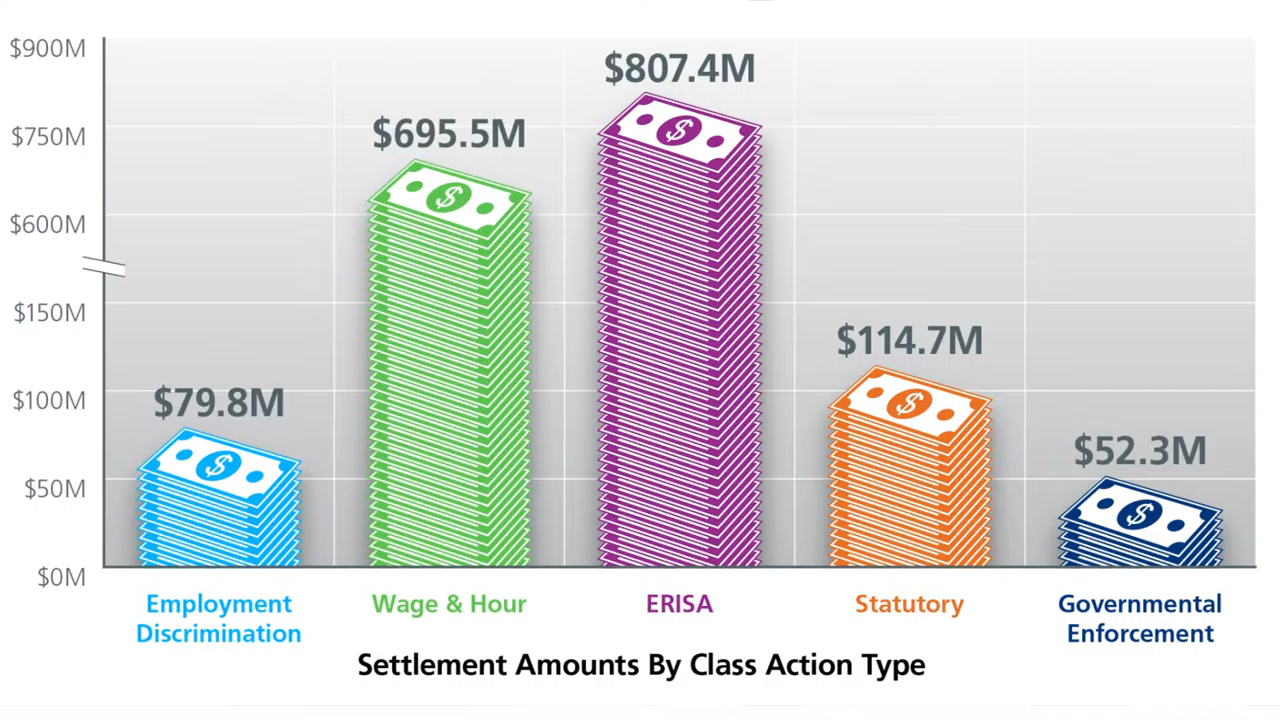 $900M
$750M
$600M
$150M
$100M
$50M
$0M
$79.8M
$695.5M
$807.4M
$114.7M
$52.3M
$
$
$
$
$
Employment
Discrimination
Wage & Hour
ERISA
Statutory
Governmental
Enforcement
Settlement Amounts By Class Action Type